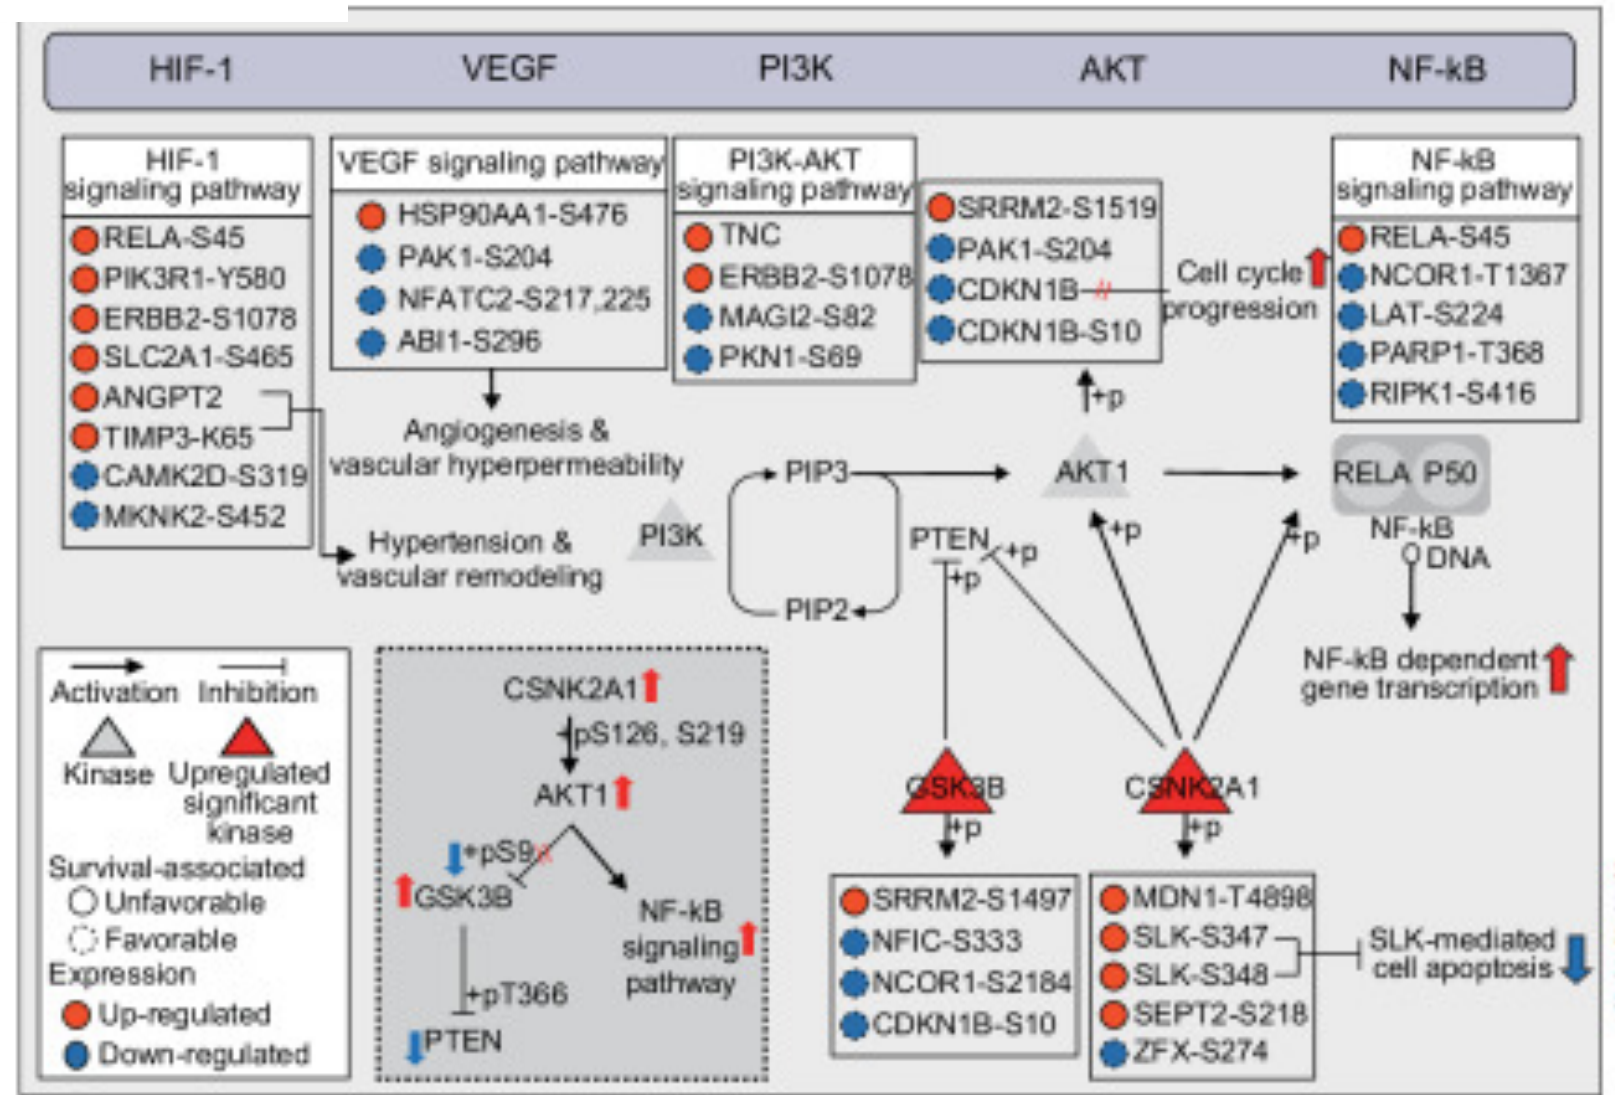 HIF-1 VEGF PI3K AKT NF-kB
HIF-1
signaling pathway
RELA-S45
PIK3R1-Y580
ERBB2-S1078
SLC2A1-S465
ANGPT2
TIMP3-K65
CAMK2D-S319
MKNK2-S452
VEGF signaling pathway
HSP90AA1-S476
PAK1-S204
NFATC2-S217,225
ABI1-S296
Angiogenesis &
vascular hyperpermeability
Hypertension &
vascular remodeling
PI3K-AKT
signaling pathway
TNC
ERBB2-S1078
MAGI2-S82
PKN1-S69
SRRM2-S1519
PAK1-S204
CDKN1B
CDKN1B-S10
Cell cycle
progression
NF-kB
signaling pathway
RELA-S45
NCOR1-T1367
LAT-S224
PARP1-T368
RIPK1-S416
+p
PI3K
PIP3
PIP2
AKT1
RELA P50
NF-kB
DNA
PTEN
+p
+p
+p
+p
NF-kB dependent
gene transcription
Activation Inhibition
Kinase Upregulated
significant
kinase
Survival-associated
Unfavorable
Favorable
Expression
Up-regulated
Down-regulated
CSNK2A1
+pS126, S219
AKT1
+pS9
GSK3B
NF-kB
signaling
pathway
+pT366
PTEN
GSK3B
+p
SRRM2-S1497
NFIC-S333
NCOR1-S2184
CDKN1B-S10
CSNK2A1
+p
MDN1-T4898
SLK-S347
SLK-S348
SEPT2-S218
ZFX-S274
SLK-mediated
cell apoptosis